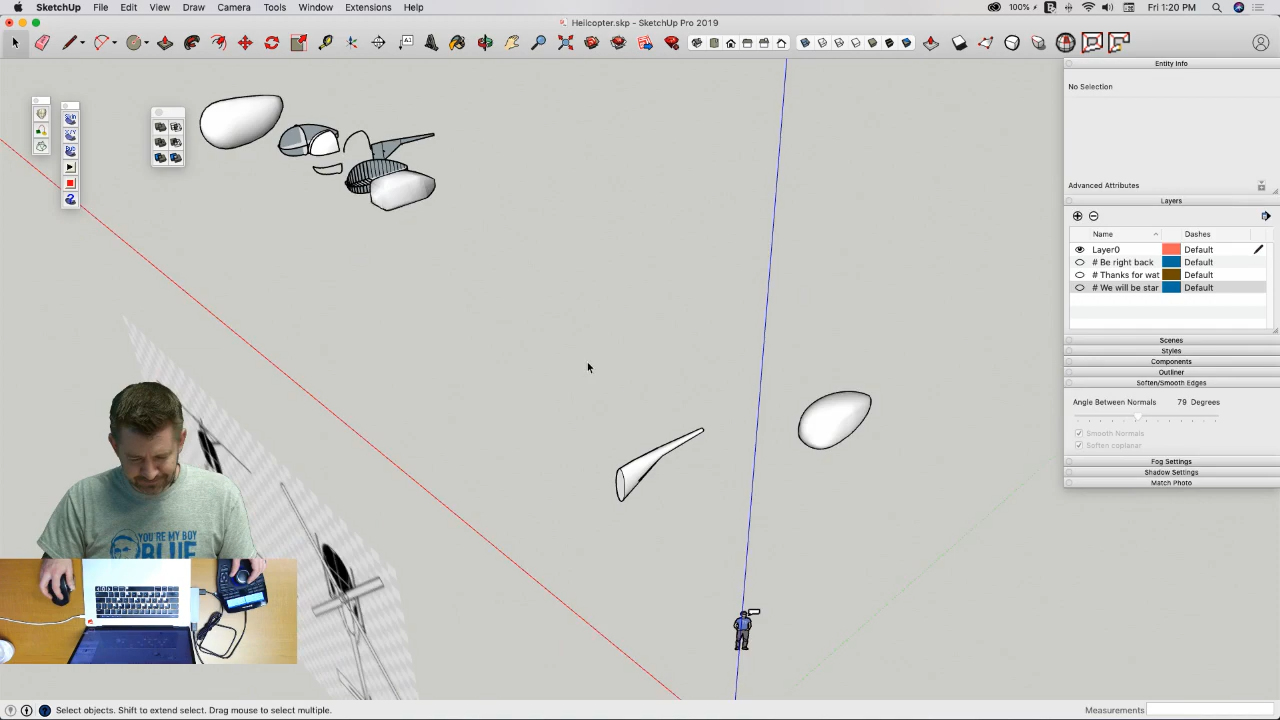 SketchUp File Edit View Draw Camera Tools Window Extensions Help
100% Fri 1:20 PM
Helicopter.skp - SketchUp Pro 2019
Entity Info
No Selection
Advanced Attributes
Layers
Name Dashes
Layer0 Default
# Be right back Default
# Thanks for wat Default
# We will be star Default
Scenes
Styles
Components
Outliner
Soften/Smooth Edges
Angle Between Normals 79 Degrees
Smooth Normals
Soften coplanar
Fog Settings
Shadow Settings
Match Photo
YOU'RE MY BOY
BLUE
Select objects. Shift to extend select. Drag mouse to select multiple.
Measurements